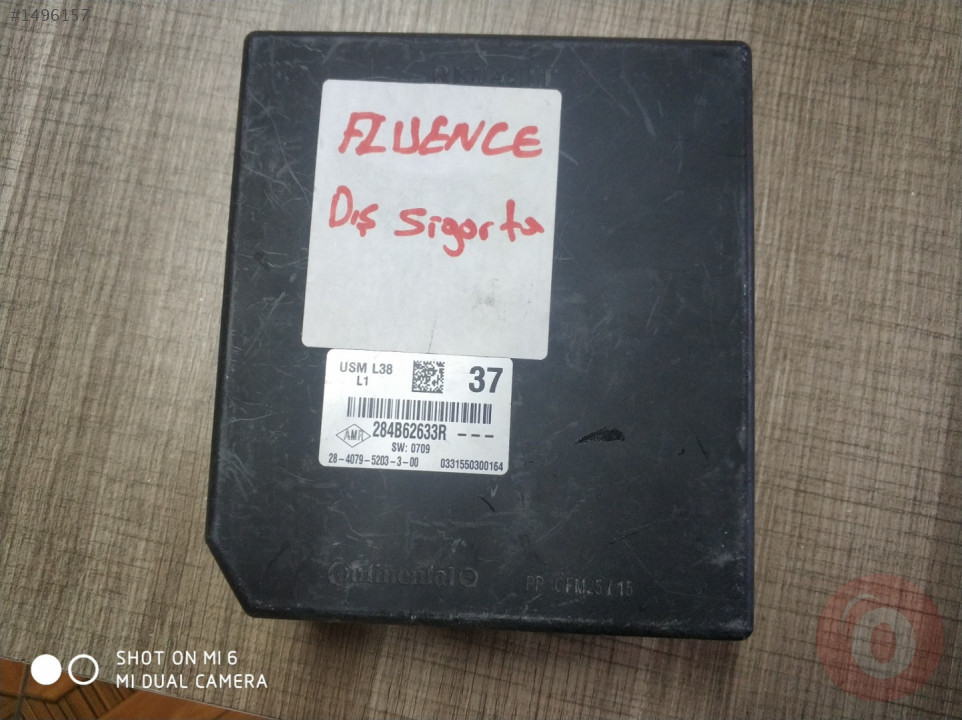 #1496157
FLUENCE
Dış sigorta
USM L38
L1
37
284B62633R ---
AMR
SW: 0709
28-4079-5203-3-00 0331550300164
Continental
SHOT ON MI 6
MI DUAL CAMERA